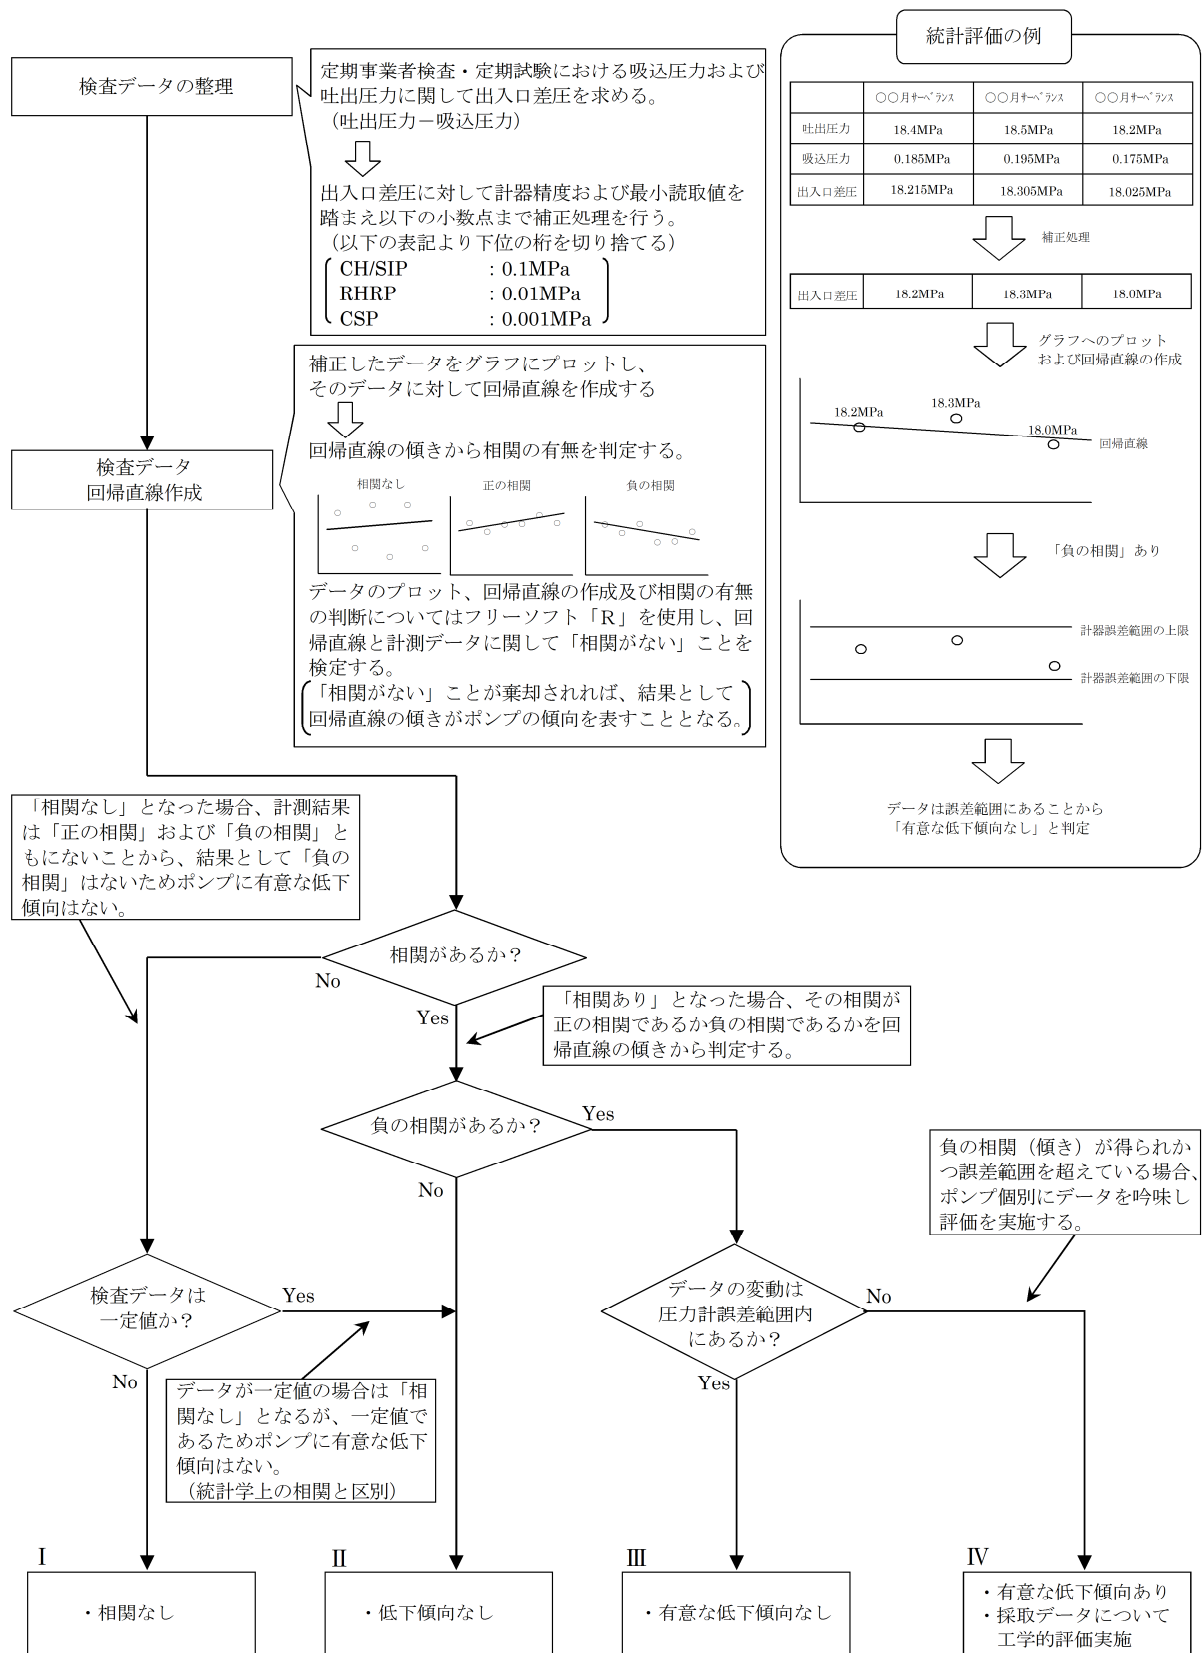 検査データの整理
定期事業者検査・定期試験における吸込圧力および
吐出圧力に関して出入口差圧を求める。
（吐出圧力－吸込圧力）
出入口差圧に対して計器精度および最小読取値を
踏まえ以下の小数点まで補正処理を行う。
（以下の表記より下位の桁を切り捨てる）
CH/SIP : 0.1MPa
RHRP : 0.01MPa
CSP : 0.001MPa
統計評価の例
○○月ｻｰﾍﾞﾗﾝｽ ○○月ｻｰﾍﾞﾗﾝｽ ○○月ｻｰﾍﾞﾗﾝｽ
吐出圧力 18.4MPa 18.5MPa 18.2MPa
吸込圧力 0.185MPa 0.195MPa 0.175MPa
出入口差圧 18.215MPa 18.305MPa 18.025MPa
補正処理
出入口差圧 18.2MPa 18.3MPa 18.0MPa
グラフへのプロット
および回帰直線の作成
18.2MPa
18.3MPa
18.0MPa
回帰直線
「負の相関」あり
計器誤差範囲の上限
計器誤差範囲の下限
データは誤差範囲にあることから
「有意な低下傾向なし」と判定
検査データ
回帰直線作成
補正したデータをグラフにプロットし、
そのデータに対して回帰直線を作成する
回帰直線の傾きから相関の有無を判定する。
相関なし 正の相関 負の相関
データのプロット、回帰直線の作成及び相関の有無
の判断についてはフリーソフト「R」を使用し、回
帰直線と計測データに関して「相関がない」ことを
検定する。
「相関がない」ことが棄却されれば、結果として
回帰直線の傾きがポンプの傾向を表すこととなる。
「相関なし」となった場合、計測結果
は「正の相関」および「負の相関」と
もにないことから、結果として「負の
相関」はないためポンプに有意な低下
傾向はない。
相関があるか？
No
Yes
「相関あり」となった場合、その相関が
正の相関であるか負の相関であるかを回
帰直線の傾きから判定する。
負の相関があるか？
Yes
No
負の相関（傾き）が得られか
つ誤差範囲を超えている場合、
ポンプ個別にデータを吟味し
評価を実施する。
検査データは
一定値か？
Yes
No
データが一定値の場合は「相
関なし」となるが、一定値で
あるためポンプに有意な低下
傾向はない。
（統計学上の相関と区別）
データの変動は
圧力計誤差範囲内
にあるか？
No
Yes
Ⅰ
・相関なし
Ⅱ
・低下傾向なし
Ⅲ
・有意な低下傾向なし
Ⅳ
・有意な低下傾向あり
・採取データについて
工学的評価実施